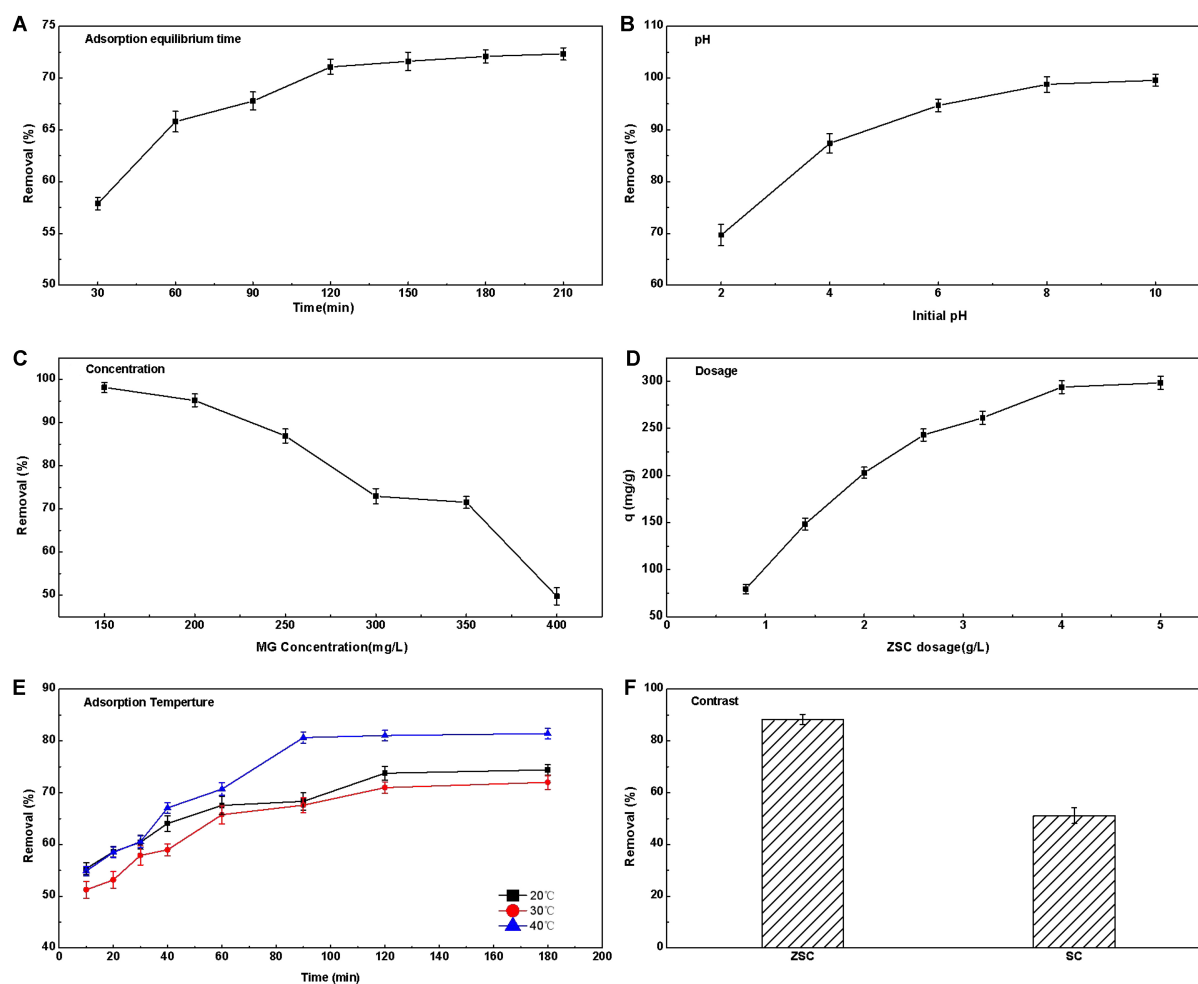 A
Adsorption equilibrium time
75
70
65
60
55
50
Removal (%)
30 60 90 120 150 180 210
Time(min)
B
pH
110
100
90
80
70
60
Removal (%)
2 4 6 8 10
Initial pH
C
Concentration
100
90
80
70
60
50
Removal (%)
150 200 250 300 350 400
MG Concentration(mg/L)
D
Dosage
300
250
200
150
100
50
q (mg/g)
0 1 2 3 4 5
ZSC dosage(g/L)
E
Adsorption Temperture
90
80
70
60
50
40
Removal (%)
20℃
30℃
40℃
0 20 40 60 80 100 120 140 160 180 200
Time (min)
F
Contrast
100
80
60
40
20
0
Removal (%)
ZSC SC